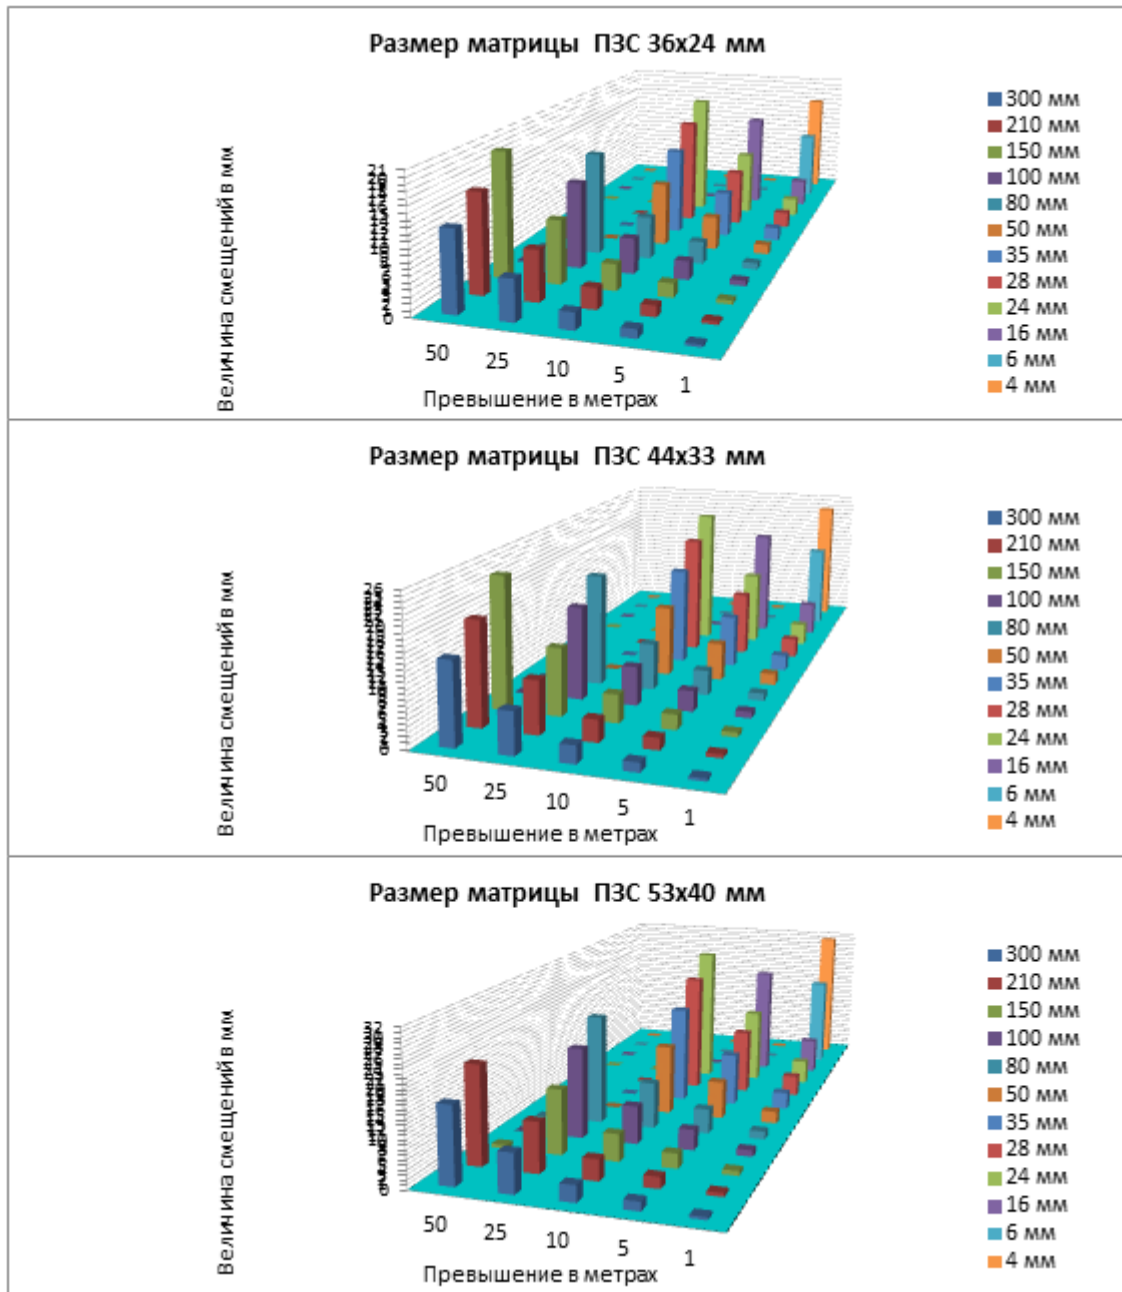 Размер матрицы ПЗС 36х24 мм
Величина смещений в мм
21
0
50
25
10
5
1
Превышение в метрах
300 мм
210 мм
150 мм
100 мм
80 мм
50 мм
35 мм
28 мм
24 мм
16 мм
6 мм
4 мм
Размер матрицы ПЗС 44х33 мм
Величина смещений в мм
26
0
50
25
10
5
1
Превышение в метрах
300 мм
210 мм
150 мм
100 мм
80 мм
50 мм
35 мм
28 мм
24 мм
16 мм
6 мм
4 мм
Размер матрицы ПЗС 53х40 мм
Величина смещений в мм
32
0
50
25
10
5
1
Превышение в метрах
300 мм
210 мм
150 мм
100 мм
80 мм
50 мм
35 мм
28 мм
24 мм
16 мм
6 мм
4 мм